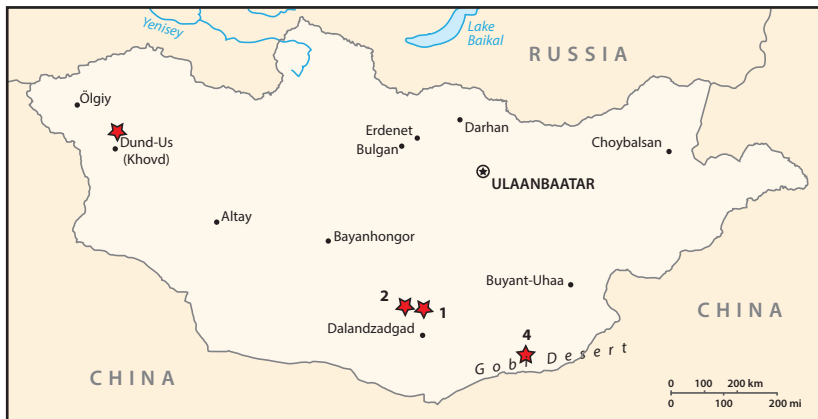 Yenisey
Lake
Baikal
RUSSIA
Ölgiy
Dund-Us
(Khovd)
Erdenet
Bulgan
Darhan
Choybalsan
ULAANBAATAR
Altay
Bayanhongor
Buyant-Uhaa
2
1
CHINA
Dalandzadgad
4
Gobi Desert
CHINA
0 100 200 km
0 100 200 mi